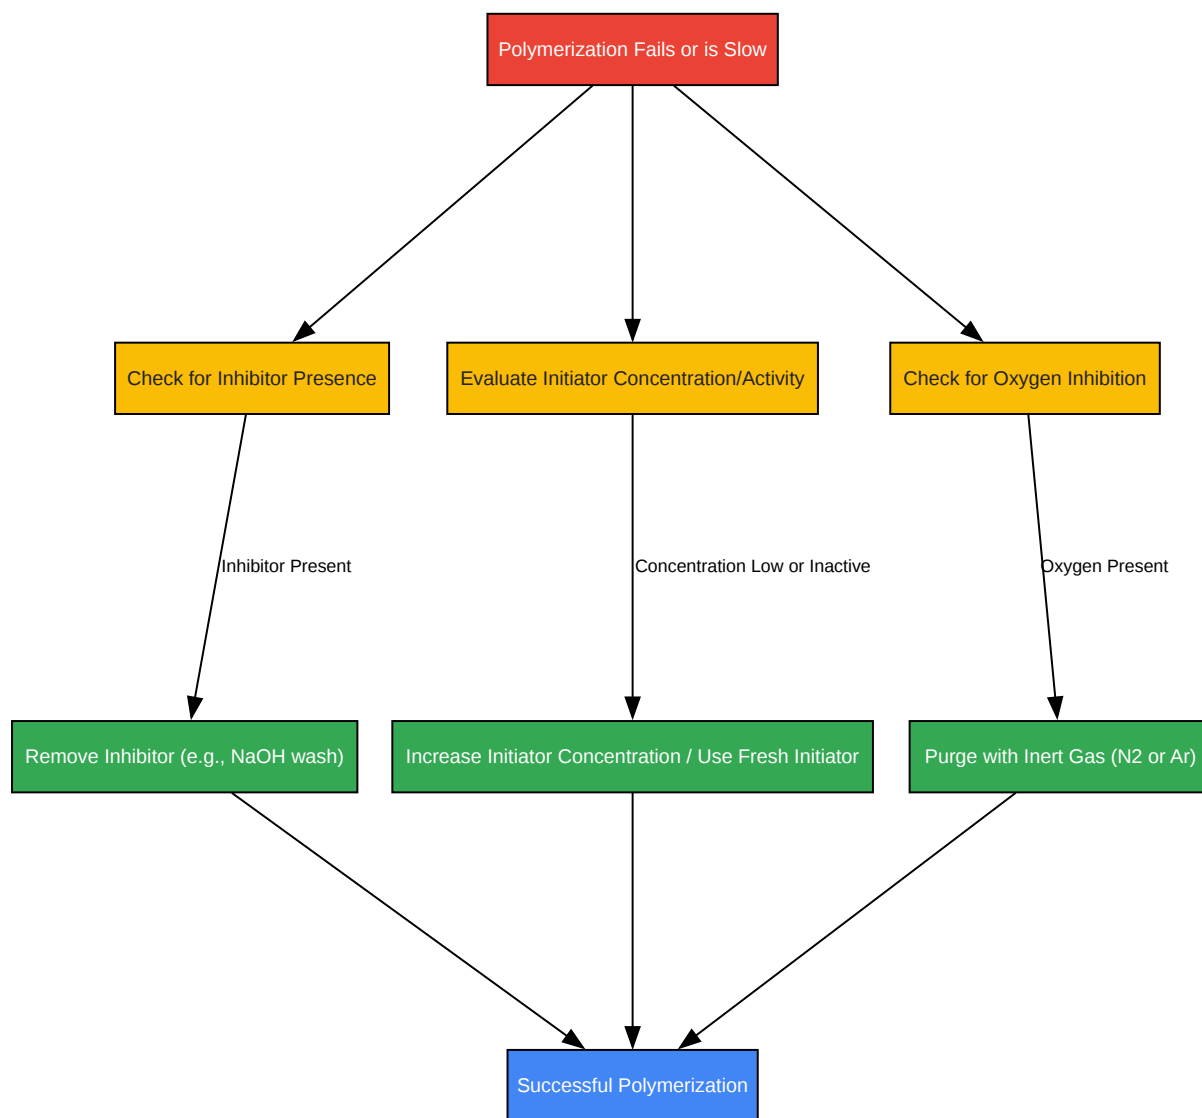 Polymerization Fails or is Slow
Check for Inhibitor Presence
Evaluate Initiator Concentration/Activity
Check for Oxygen Inhibition
Inhibitor Present
Concentration Low or Inactive
Oxygen Present
Remove Inhibitor (e.g., NaOH wash)
Increase Initiator Concentration / Use Fresh Initiator
Purge with Inert Gas (N2 or Ar)
Successful Polymerization